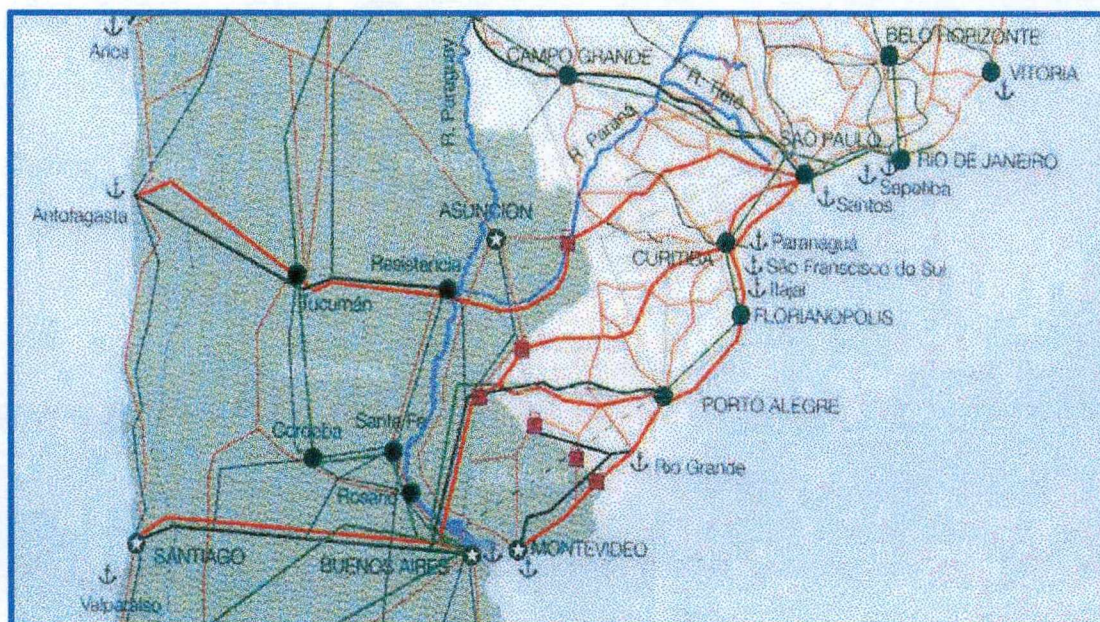 Arica
R. Paraguay
CAMPO GRANDE
BELO HORIZONTE
VITORIA
R. Tietê
R. Paraná
SÃO PAULO
RIO DE JANEIRO
Sepetiba
Santos
Antofagasta
ASUNCION
CURITIBA
Paranaguá
São Franscisco do Sul
Itajaí
Resistencia
Tucumán
FLORIANOPOLIS
PORTO ALEGRE
Cordoba
Santa Fe
Rio Grande
Rosario
SANTIAGO
BUENOS AIRES
MONTEVIDEO
Valparaiso